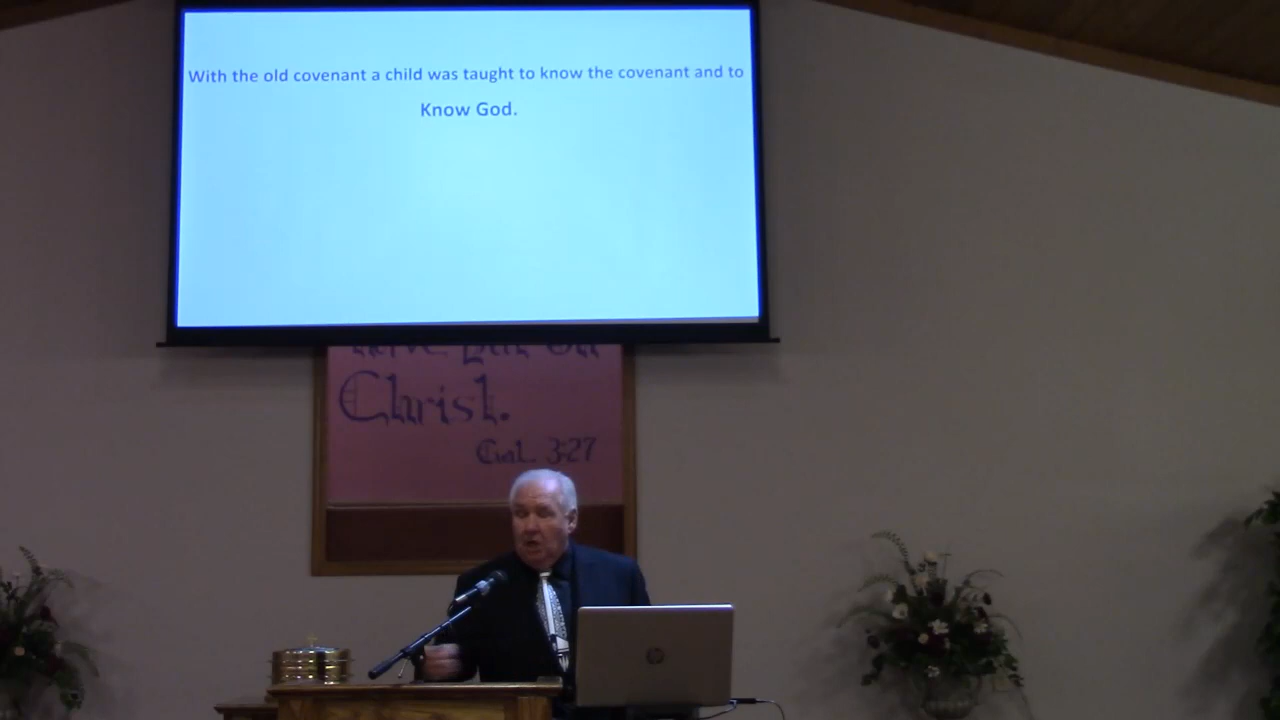 With the old covenant a child was taught to know the covenant and to
Know God.
Christ.
Gal. 3:27
hp